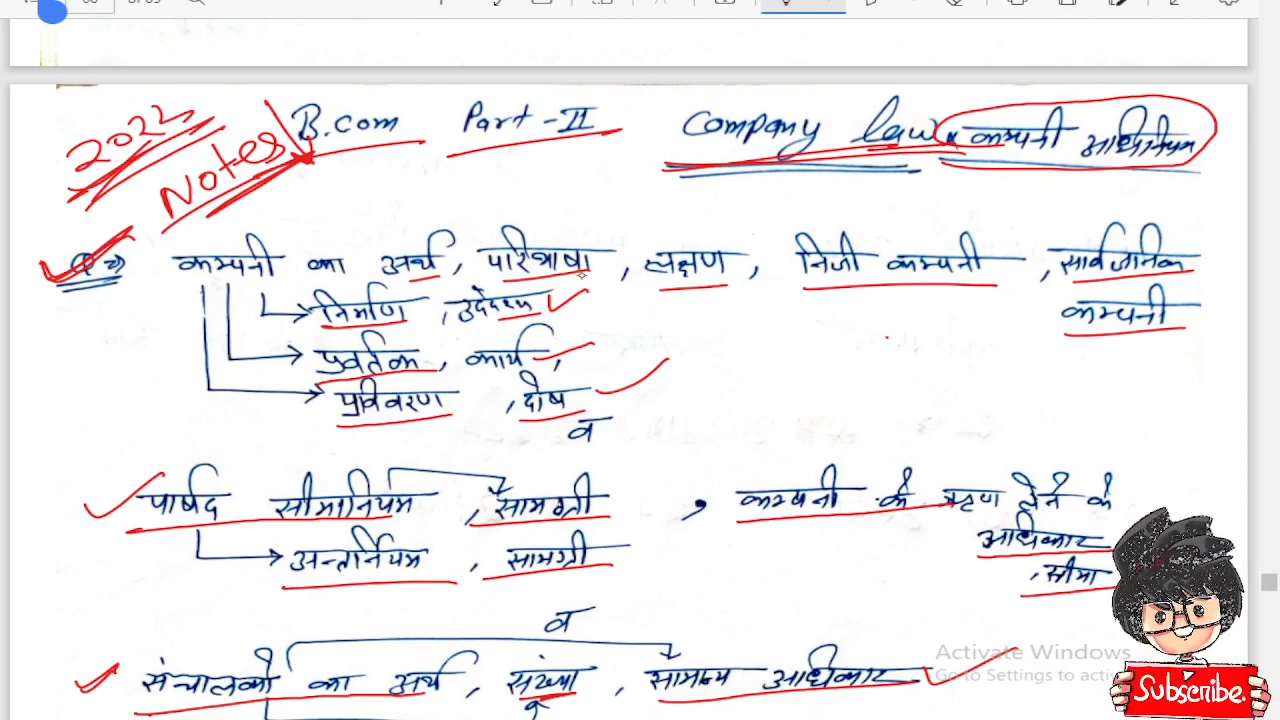 2022 Notes B.com Part-II Company law कम्पनी अधिनियम
कम्पनी का अर्थ, परिभाषा, लक्षण, निजी कम्पनी, सार्वजनिक कम्पनी
निर्माण, उद्देश्य
प्रवर्तक, कार्य,
प्रविवरण, दोष
व
पार्षद सीमानियम, सामग्री, कम्पनी के ऋण लेने के अधिकार, सीमा
अन्तर्नियम, सामग्री
व
संचालको का अर्थ, संख्या, सामान्य अधिकार
Activate Windows
Go to Settings to activ
Subscribe